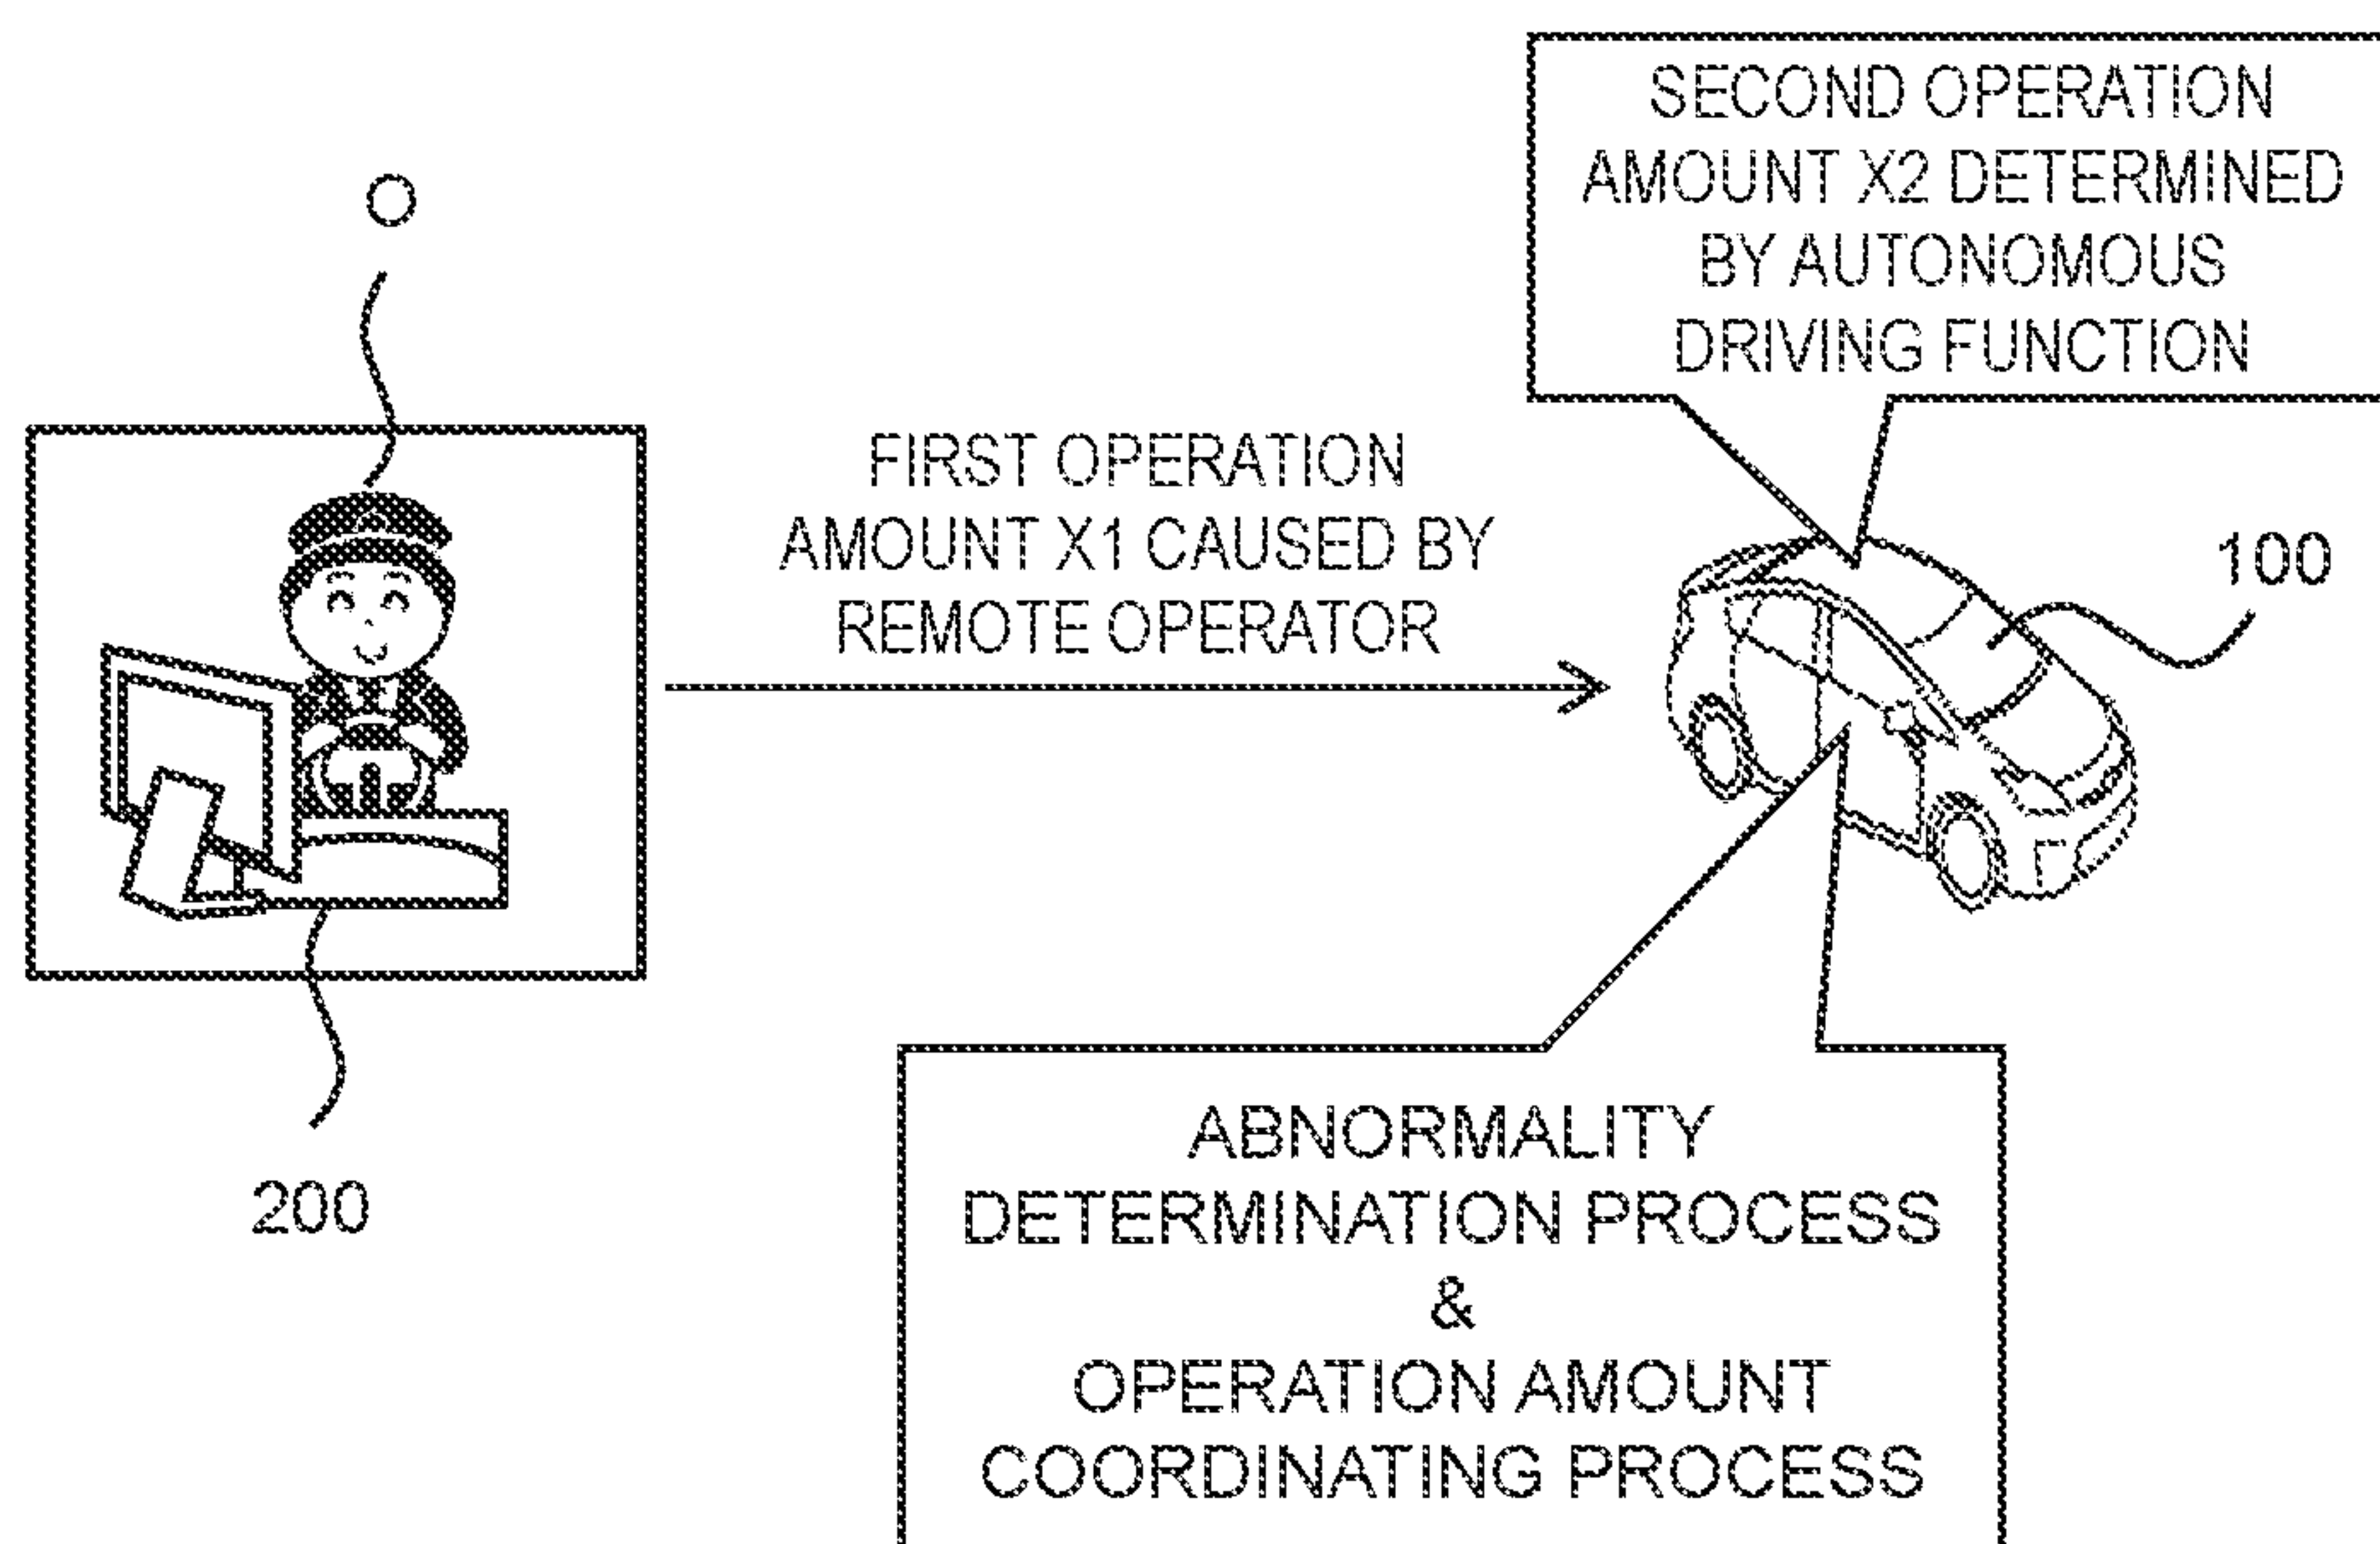 O
FIRST OPERATION
AMOUNT X1 CAUSED BY
REMOTE OPERATOR
SECOND OPERATION
AMOUNT X2 DETERMINED
BY AUTONOMOUS
DRIVING FUNCTION
100
200
ABNORMALITY
DETERMINATION PROCESS
&
OPERATION AMOUNT
COORDINATING PROCESS